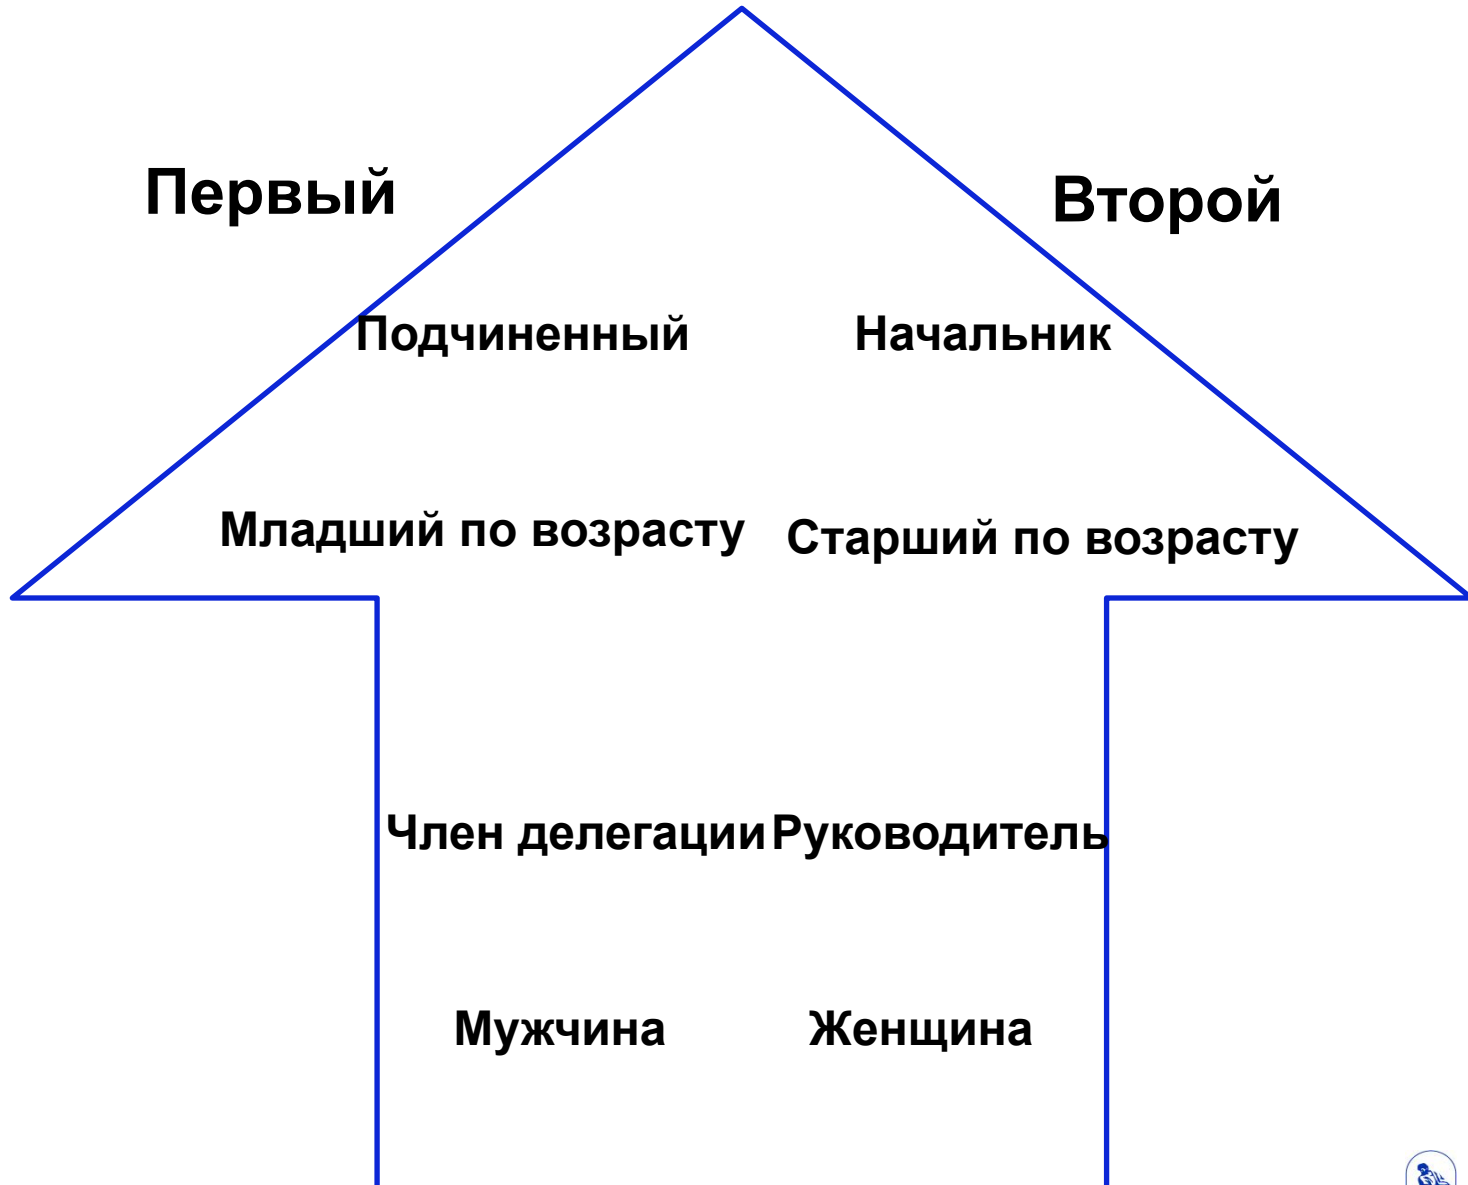 Первый Второй
Подчиненный Начальник
Младший по возрасту Старший по возрасту
Член делегации Руководитель
Мужчина Женщина